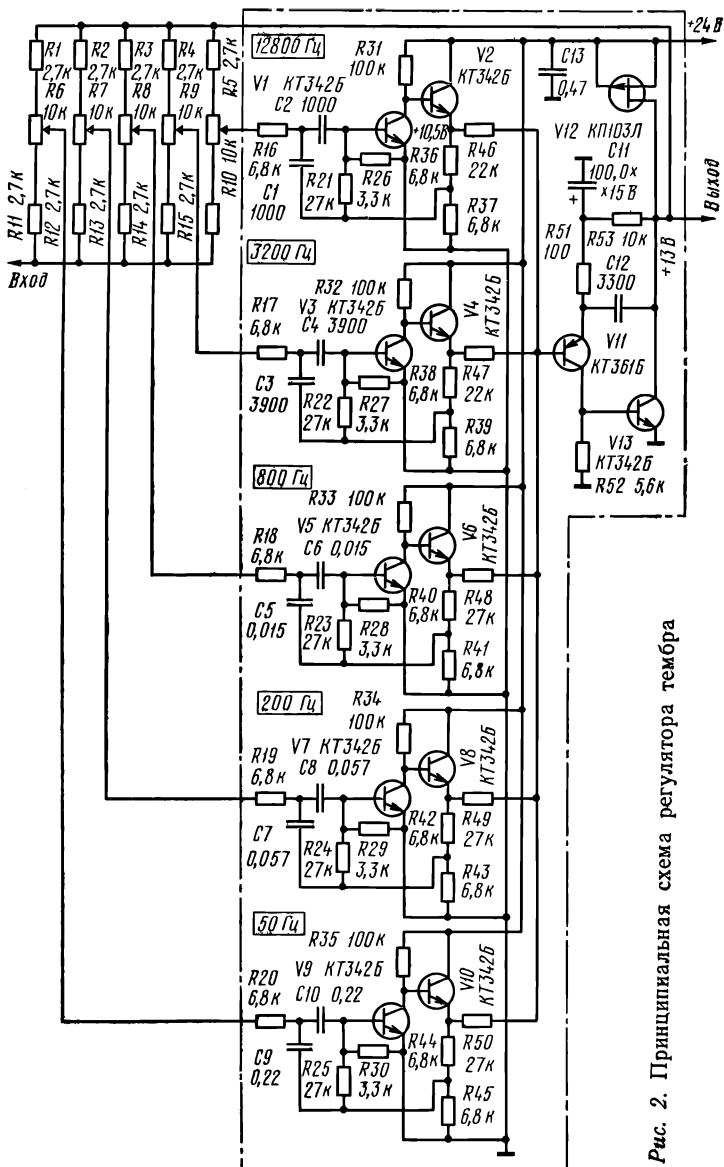 R1
2,7к
R2
2,7к
R3
2,7к
R4
2,7к
R5 2,7к
R6
10к
R7
10к
R8
10к
R9
10к
R10 10к
R11 2,7к
R12 2,7к
R13 2,7к
R14 2,7к
R15 2,7к
Вход
12800 Гц
V1 КТ342Б
C2 1000
R31
100к
V2
КТ342Б
+10,5В
R16
6,8к
C1
1000
R21
27к
R26
3,3к
R36
6,8к
R46
22к
R37
6,8к
C13
0,47
+24В
V12 КП103Л
C11
100,0×
×15 В
+
R51
100
R53 10к
C12
3300
+13В
Выход
V11
КТ361Б
V13
КТ342Б
R52 5,6к
3200 Гц
R32 100к
V3 КТ342Б
C4 3900
V4
КТ342Б
R17
6,8к
C3
3900
R22
27к
R27
3,3к
R38
6,8к
R47
22к
R39
6,8к
800 Гц
R33 100к
V5 КТ342Б
C6 0,015
V6
КТ342Б
R18
6,8к
C5
0,015
R23
27к
R28
3,3к
R40
6,8к
R48
27к
R41
6,8к
200 Гц
R34
100к
V7 КТ342Б
C8 0,057
V8
КТ342Б
R19
6,8к
C7
0,057
R24
27к
R29
3,3к
R42
6,8к
R49
27к
R43
6,8к
50 Гц
R35 100к
V9 КТ342Б
C10 0,22
V10
КТ342Б
R20
6,8к
C9
0,22
R25
27к
R30
3,3к
R44
6,8к
R50
27к
R45
6,8к
Рис. 2. Принципиальная схема регулятора тембра